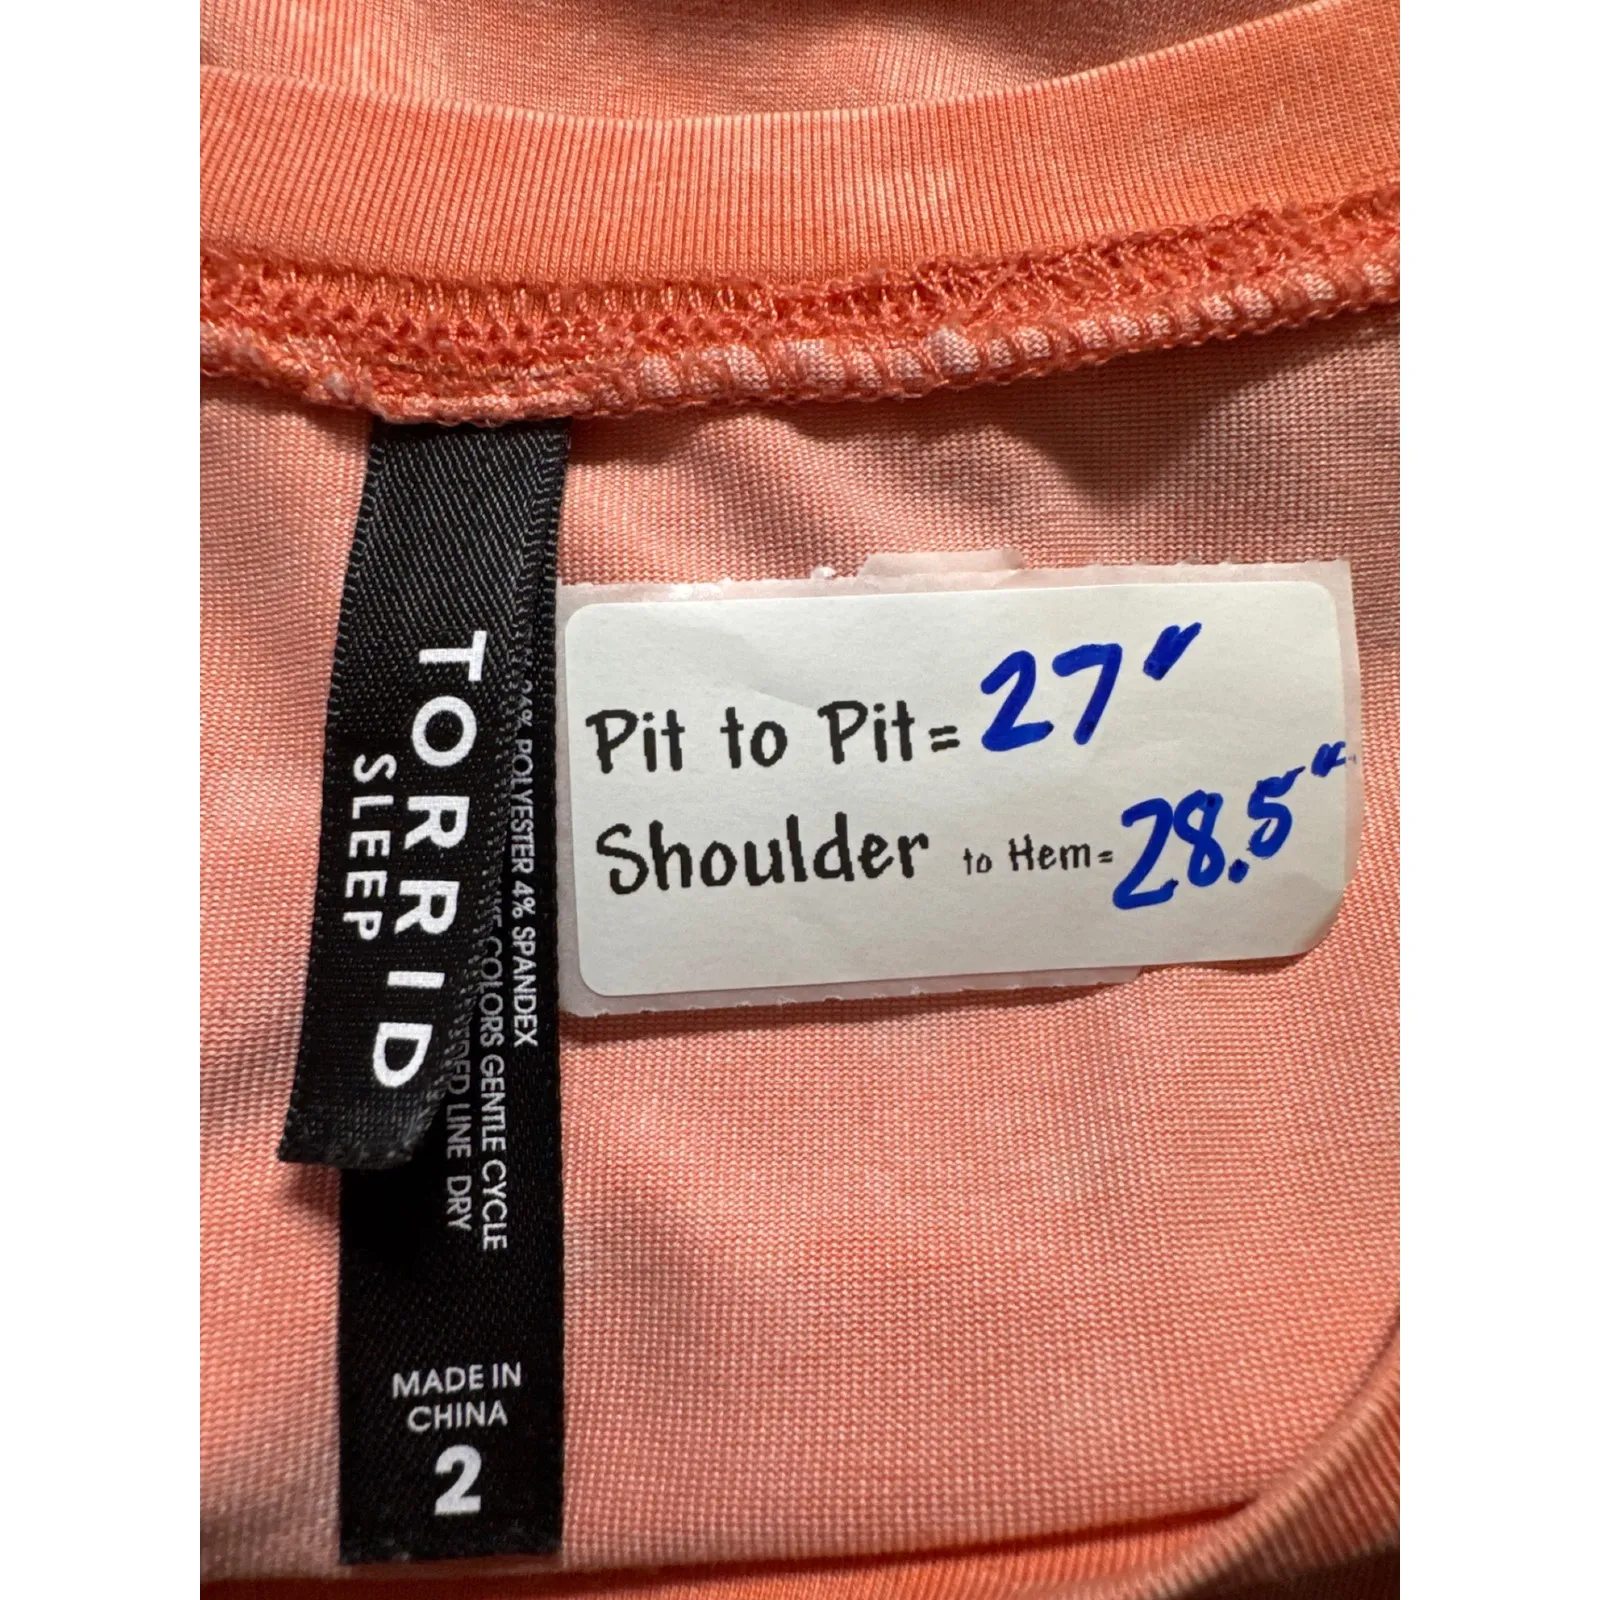 TORRID
SLEEP
POLYESTER 4% SPANDEX
COLORS GENTLE CYCLE
LINE DRY
MADE IN
CHINA
2
Pit to Pit = 27"
Shoulder to Hem = 28.5"